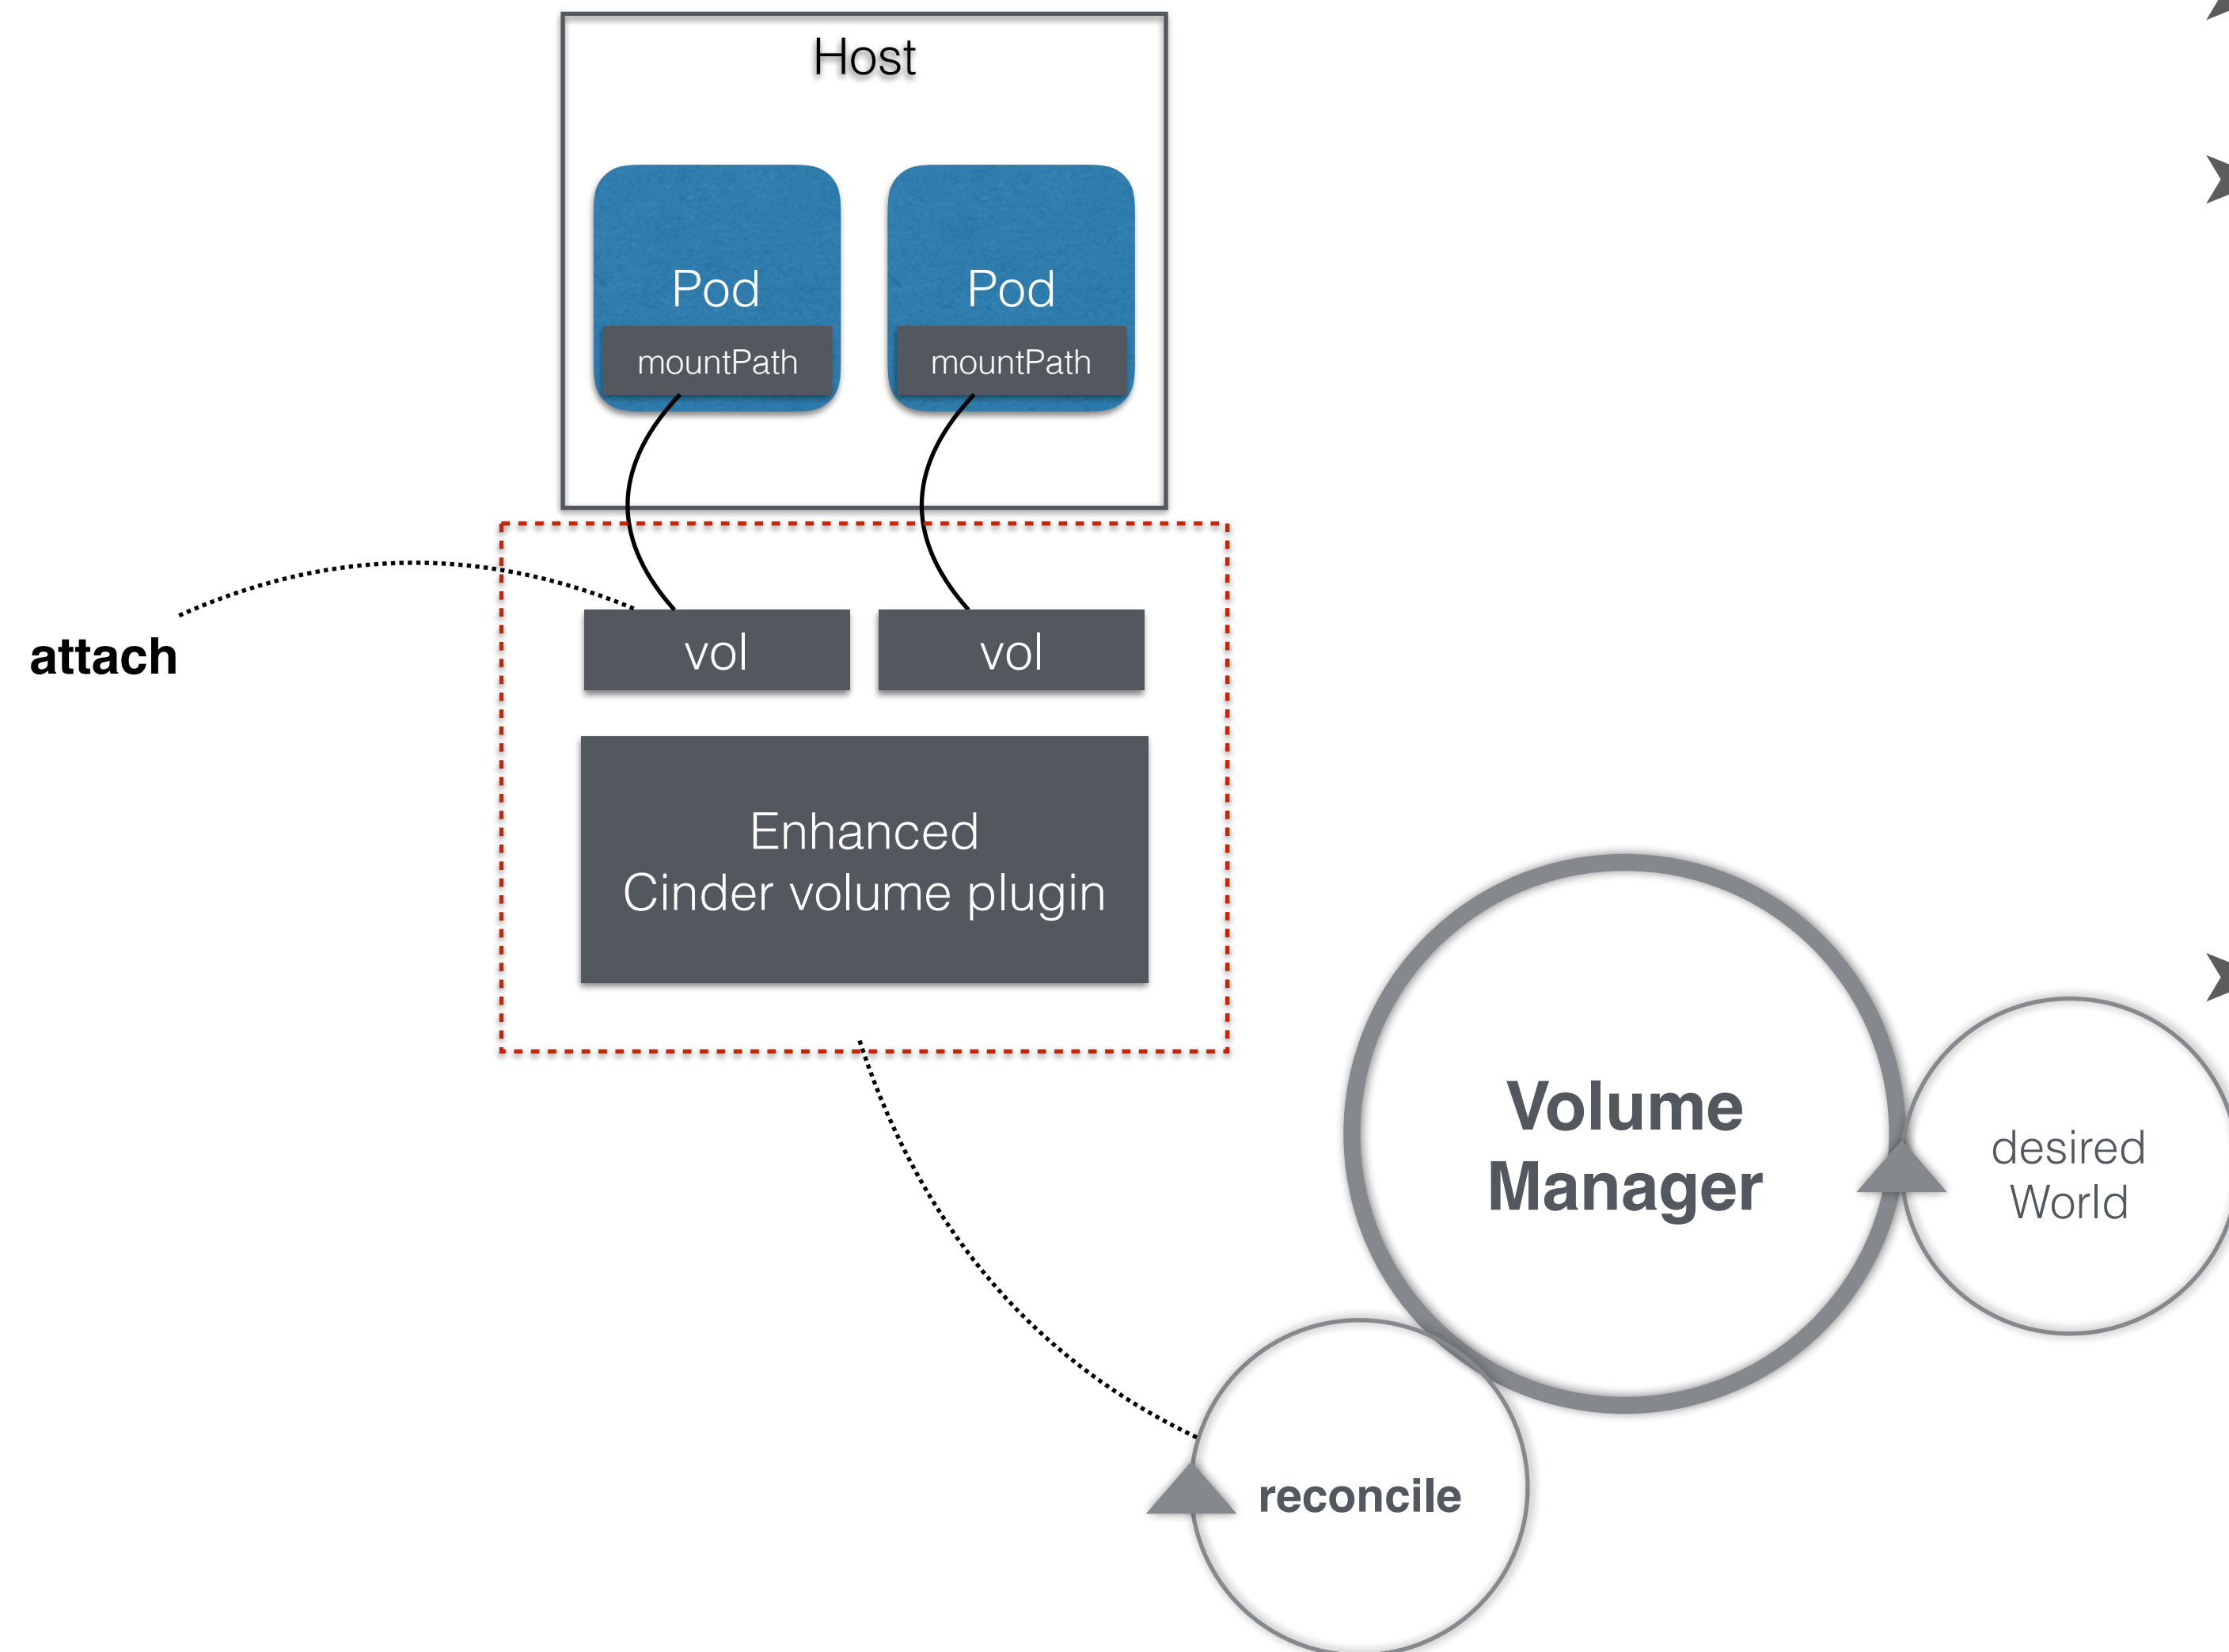 Host
Pod
Pod
mountPath
mountPath
attach
vol
vol
Enhanced
Cinder volume plugin
Volume
Manager
desired
World
reconcile